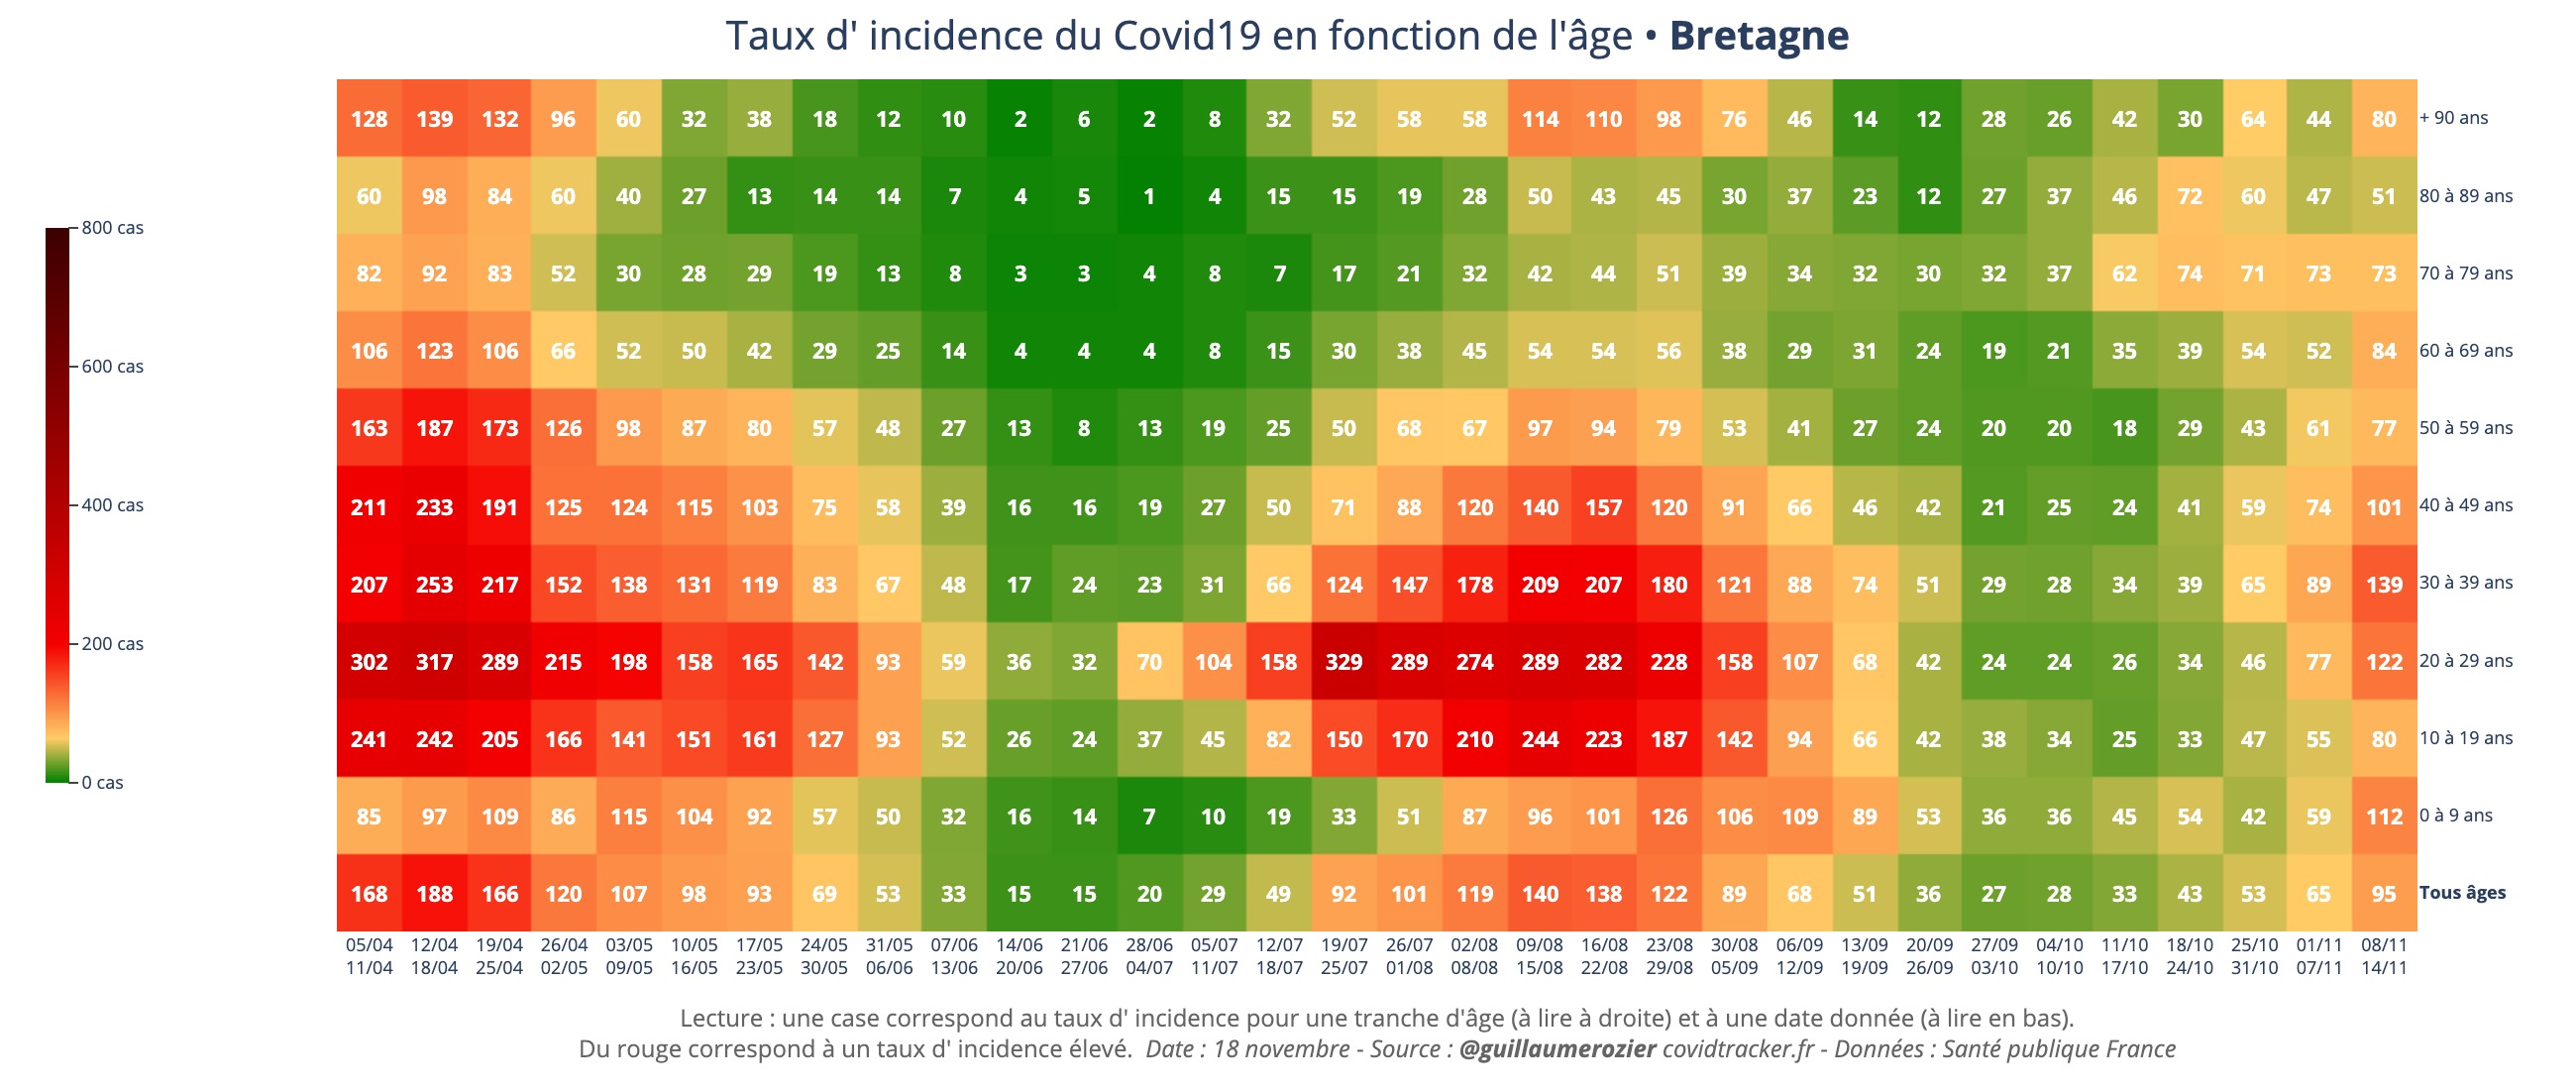 Taux d' incidence du Covid19 en fonction de l'âge • Bretagne
128 139 132 96 60 32 38 18 12 10 2 6 2 8 32 52 58 58 114 110 98 76 46 14 12 28 26 42 30 64 44 80 + 90 ans
60 98 84 60 40 27 13 14 14 7 4 5 1 4 15 15 19 28 50 43 45 30 37 23 12 27 37 46 72 60 47 51 80 à 89 ans
800 cas
82 92 83 52 30 28 29 19 13 8 3 3 4 8 7 17 21 32 42 44 51 39 34 32 30 32 37 62 74 71 73 73 70 à 79 ans
106 123 106 66 52 50 42 29 25 14 4 4 4 8 15 30 38 45 54 54 56 38 29 31 24 19 21 35 39 54 52 84 60 à 69 ans
600 cas
163 187 173 126 98 87 80 57 48 27 13 8 13 19 25 50 68 67 97 94 79 53 41 27 24 20 20 18 29 43 61 77 50 à 59 ans
400 cas
211 233 191 125 124 115 103 75 58 39 16 16 19 27 50 71 88 120 140 157 120 91 66 46 42 21 25 24 41 59 74 101 40 à 49 ans
207 253 217 152 138 131 119 83 67 48 17 24 23 31 66 124 147 178 209 207 180 121 88 74 51 29 28 34 39 65 89 139 30 à 39 ans
200 cas
302 317 289 215 198 158 165 142 93 59 36 32 70 104 158 329 289 274 289 282 228 158 107 68 42 24 24 26 34 46 77 122 20 à 29 ans
241 242 205 166 141 151 161 127 93 52 26 24 37 45 82 150 170 210 244 223 187 142 94 66 42 38 34 25 33 47 55 80 10 à 19 ans
0 cas
85 97 109 86 115 104 92 57 50 32 16 14 7 10 19 33 51 87 96 101 126 106 109 89 53 36 36 45 54 42 59 112 0 à 9 ans
168 188 166 120 107 98 93 69 53 33 15 15 20 29 49 92 101 119 140 138 122 89 68 51 36 27 28 33 43 53 65 95 Tous âges
05/04 12/04 19/04 26/04 03/05 10/05 17/05 24/05 31/05 07/06 14/06 21/06 28/06 05/07 12/07 19/07 26/07 02/08 09/08 16/08 23/08 30/08 06/09 13/09 20/09 27/09 04/10 11/10 18/10 25/10 01/11 08/11
11/04 18/04 25/04 02/05 09/05 16/05 23/05 30/05 06/06 13/06 20/06 27/06 04/07 11/07 18/07 25/07 01/08 08/08 15/08 22/08 29/08 05/09 12/09 19/09 26/09 03/10 10/10 17/10 24/10 31/10 07/11 14/11
Lecture : une case correspond au taux d' incidence pour une tranche d'âge (à lire à droite) et à une date donnée (à lire en bas).
Du rouge correspond à un taux d' incidence élevé. Date : 18 novembre - Source : @guillaumerozier covidtracker.fr - Données : Santé publique France